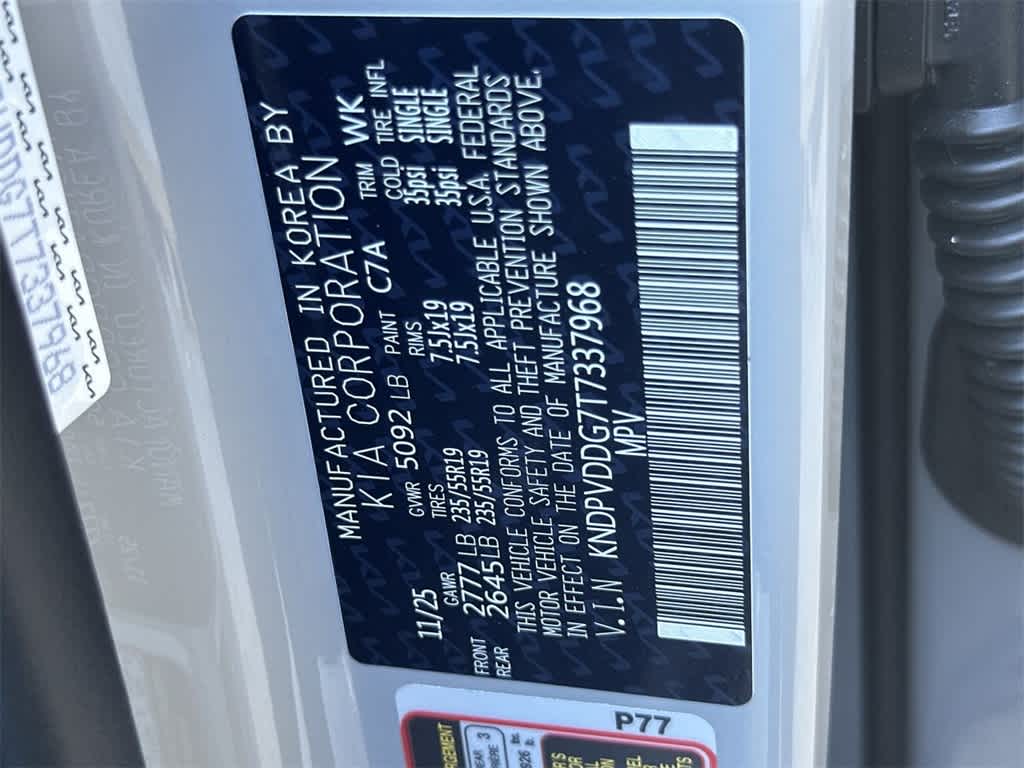 MANUFACTURED IN KOREA BY
KIA CORPORATION
11/25 GVWR 5092 LB PAINT C7A TRIM WK
GAWR TIRES RIMS COLD TIRE INFL
FRONT 2777 LB 235/55R19 7.5Jx19 35psi SINGLE
REAR 2645LB 235/55R19 7.5Jx19 35psi SINGLE
THIS VEHICLE CONFORMS TO ALL APPLICABLE U.S.A. FEDERAL
MOTOR VEHICLE SAFETY AND THEFT PREVENTION STANDARDS
IN EFFECT ON THE DATE OF MANUFACTURE SHOWN ABOVE.
V.I.N KNDPVDDG7T7337968
MPV
P77